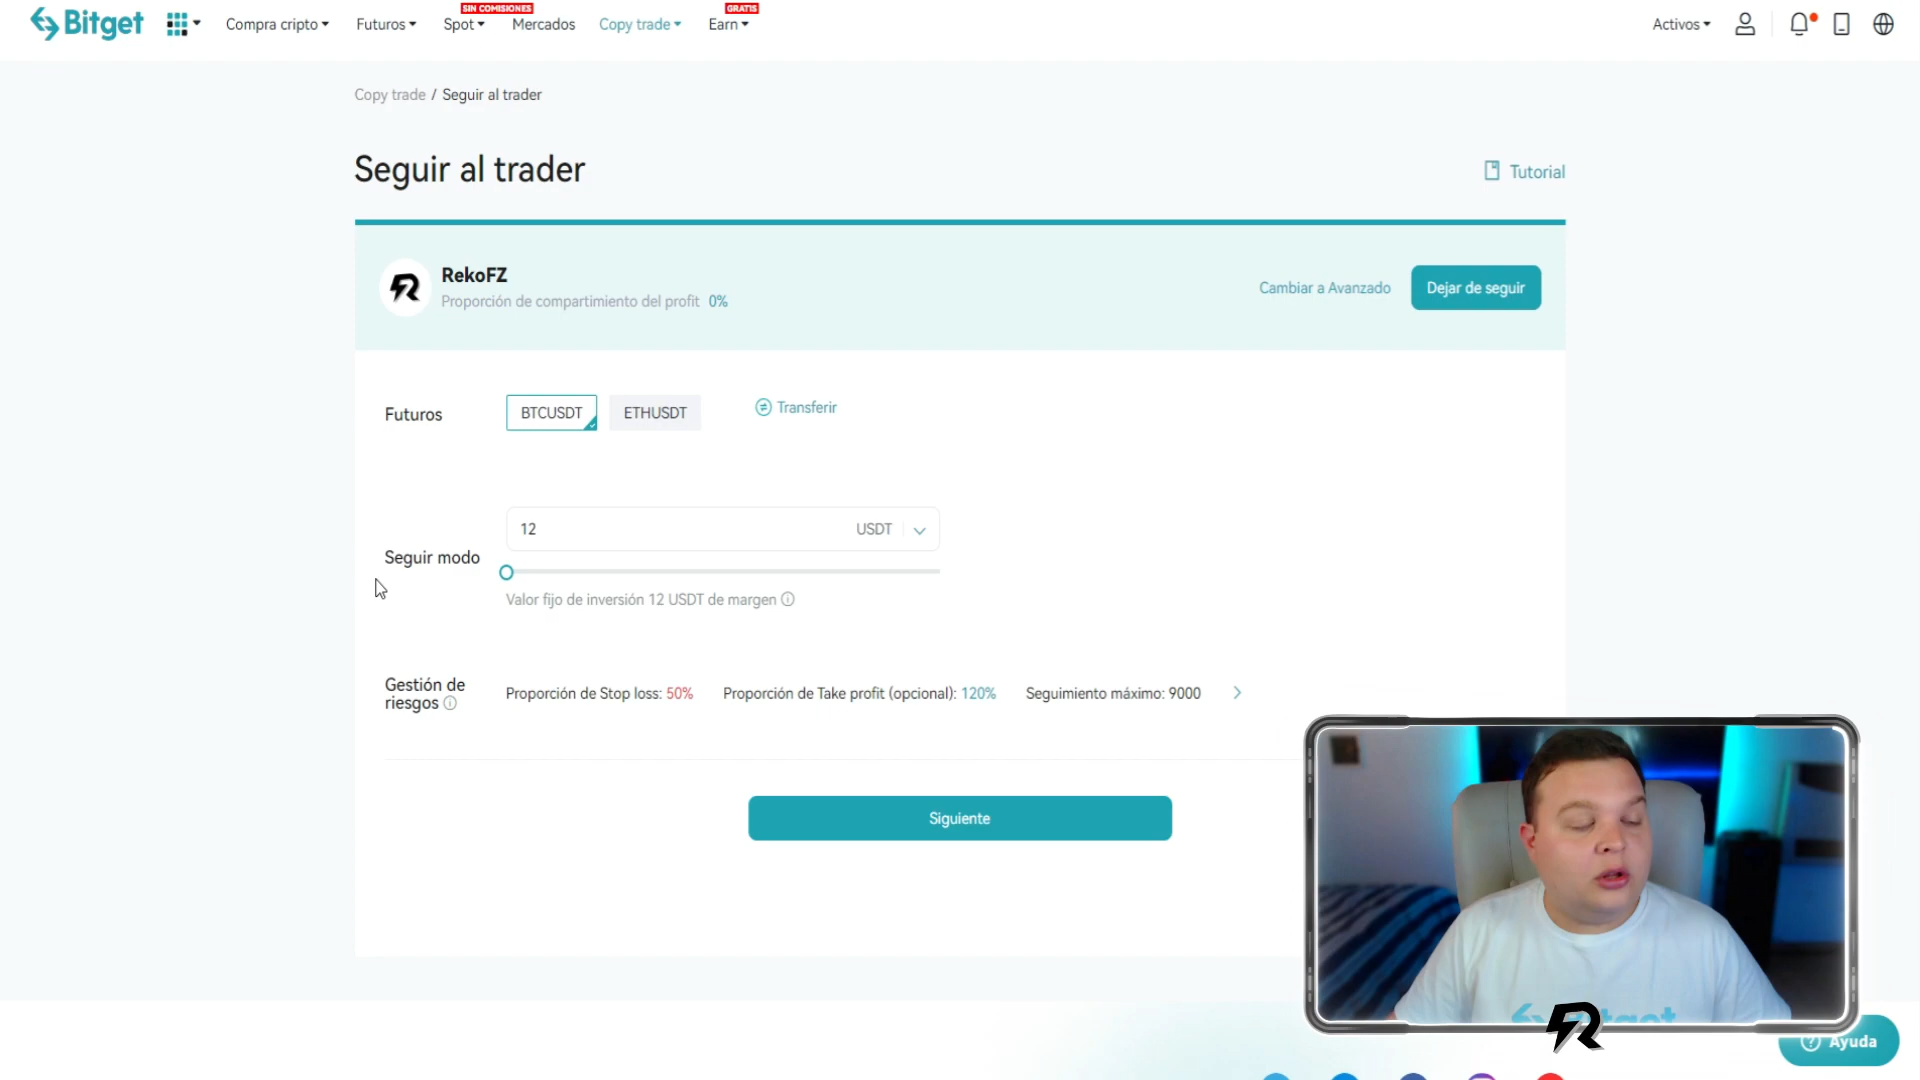 Bitget
Compra cripto
Futuros
SIN COMISIONES
Spot
Mercados
Copy trade
GRATIS
Earn
Activos
Copy trade / Seguir al trader
Seguir al trader
Tutorial
RekoFZ
Proporción de compartimiento del profit 0%
Cambiar a Avanzado
Dejar de seguir
Futuros
BTCUSDT
ETHUSDT
Transferir
Seguir modo
12 USDT
Valor fijo de inversión 12 USDT de margen
Gestión de
riesgos
Proporción de Stop loss: 50%
Proporción de Take profit (opcional): 120%
Seguimiento máximo: 9000
Siguiente
Bitget
Ayuda